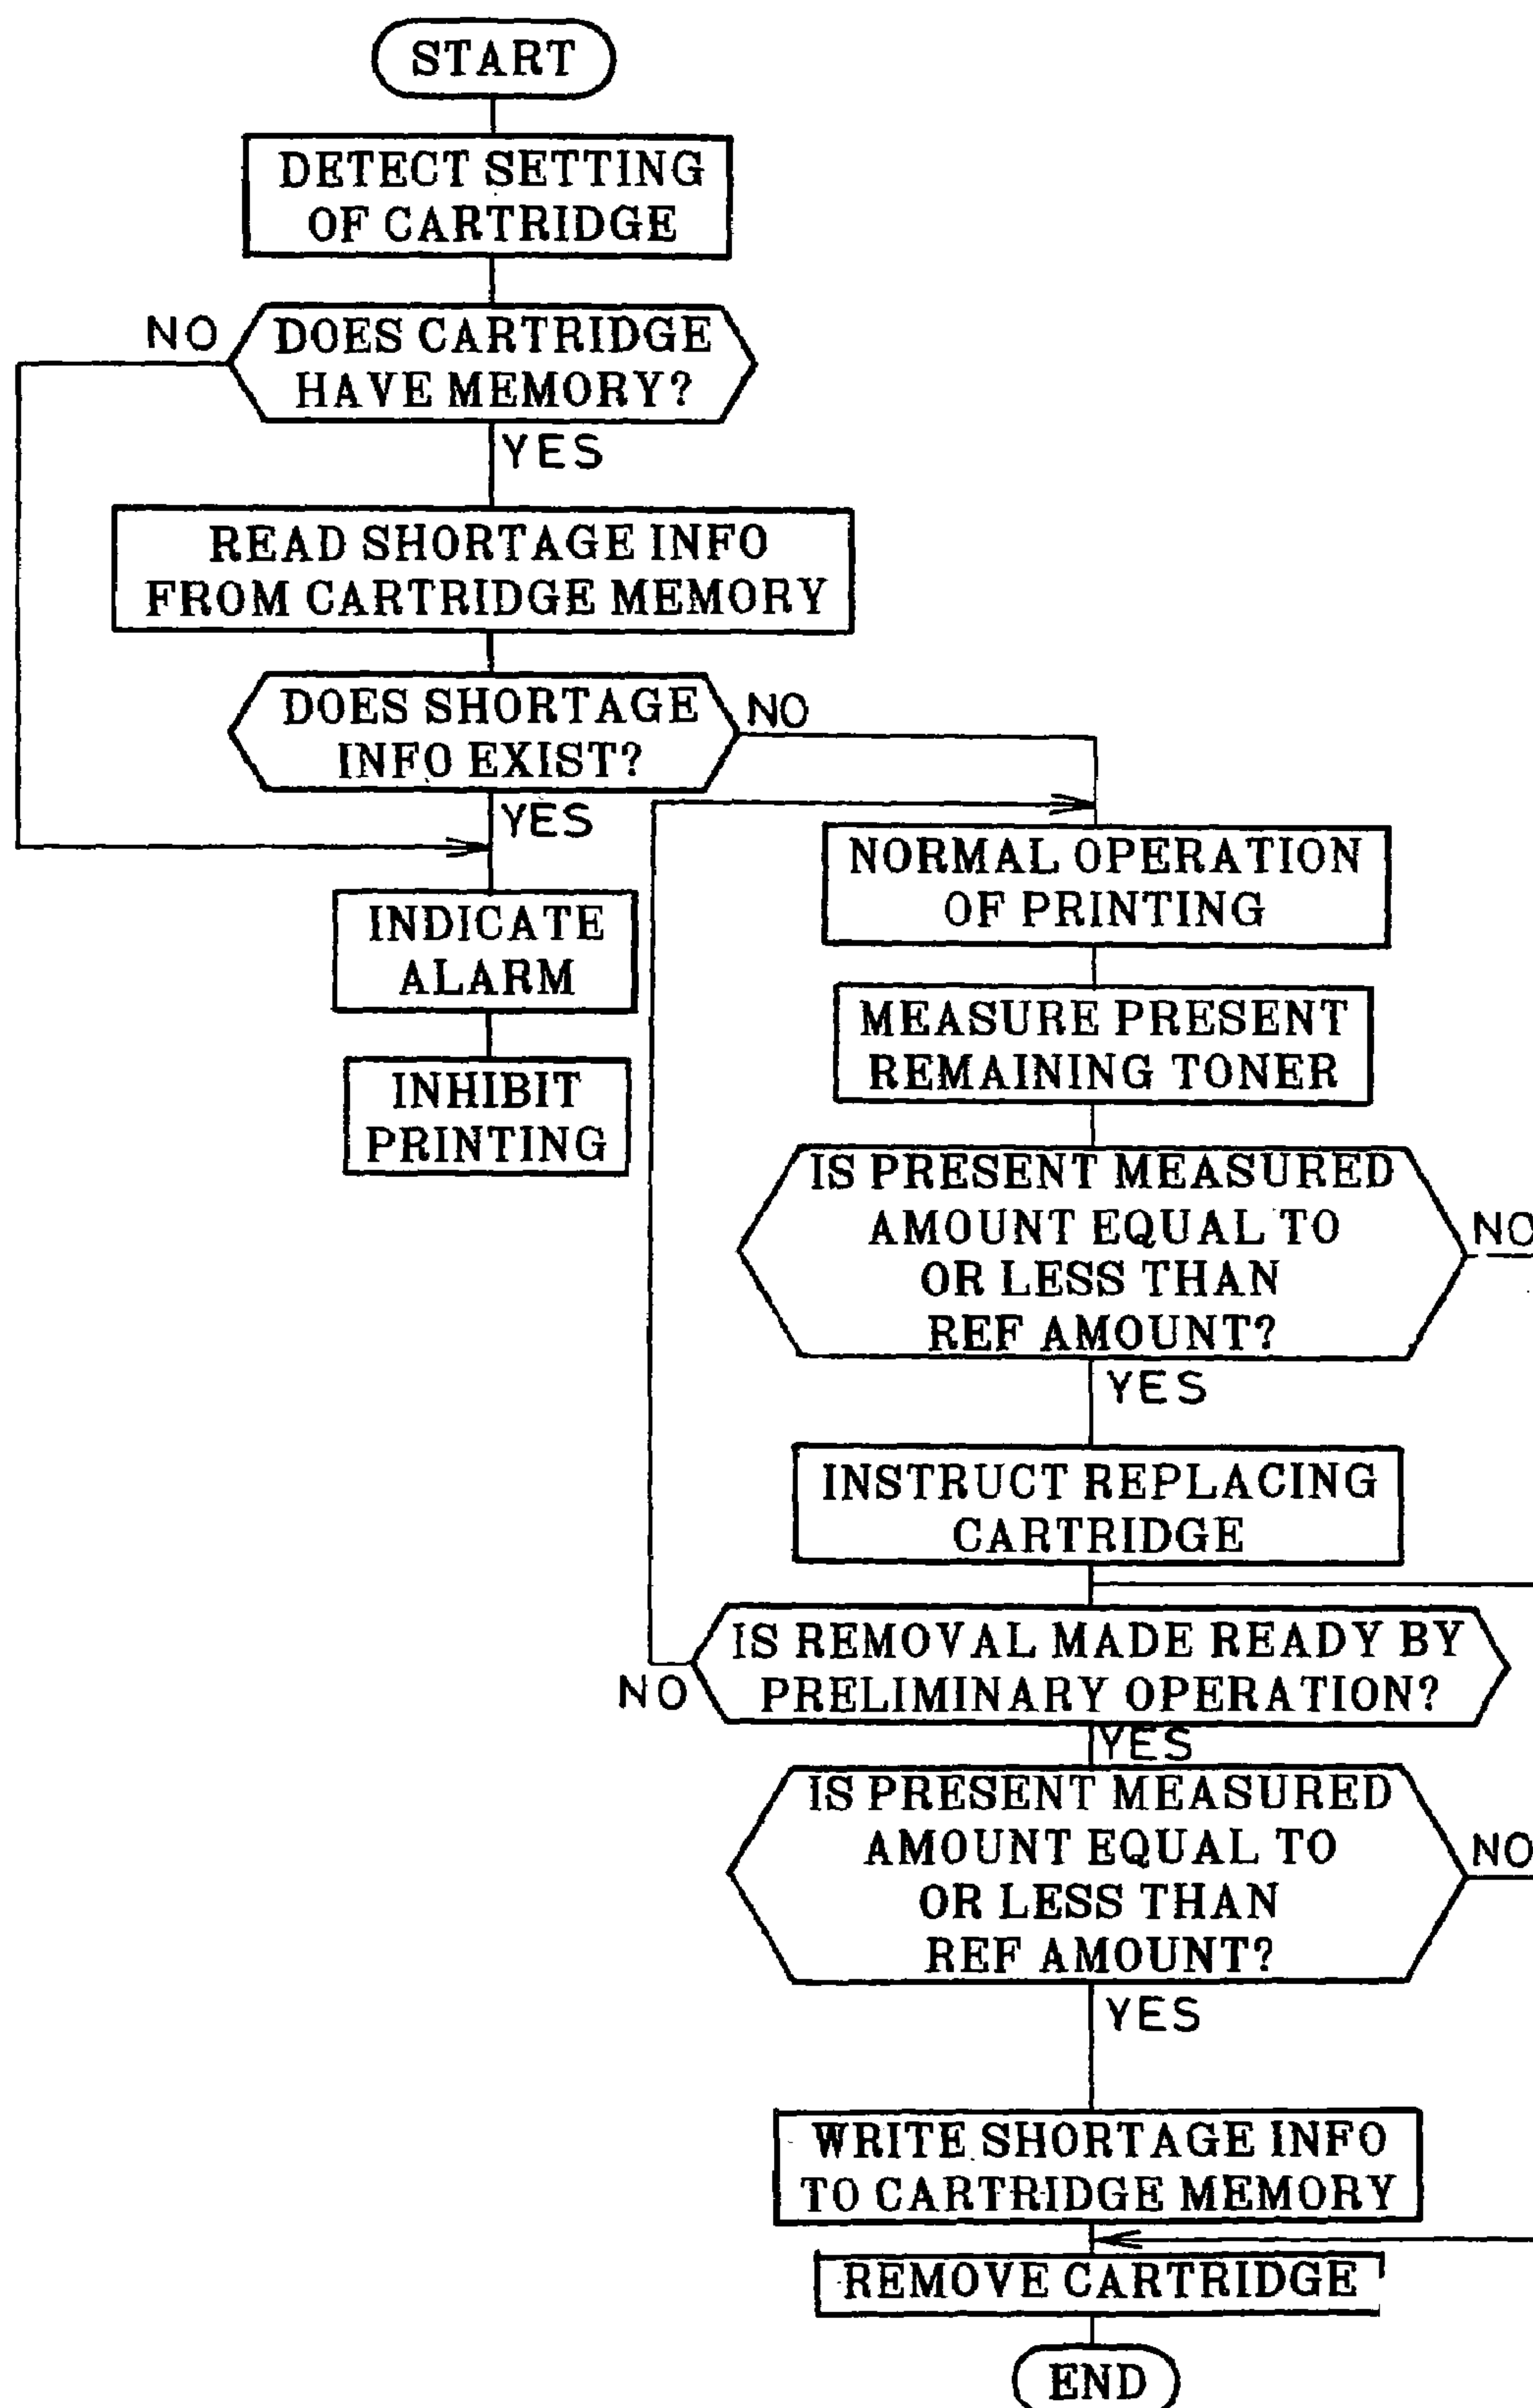 START
DETECT SETTING
OF CARTRIDGE
NO
DOES CARTRIDGE
HAVE MEMORY?
YES
READ SHORTAGE INFO
FROM CARTRIDGE MEMORY
DOES SHORTAGE
INFO EXIST?
NO
YES
INDICATE
ALARM
INHIBIT
PRINTING
NORMAL OPERATION
OF PRINTING
MEASURE PRESENT
REMAINING TONER
IS PRESENT MEASURED
AMOUNT EQUAL TO
OR LESS THAN
REF AMOUNT?
NO
YES
INSTRUCT REPLACING
CARTRIDGE
IS REMOVAL MADE READY BY
PRELIMINARY OPERATION?
NO
YES
IS PRESENT MEASURED
AMOUNT EQUAL TO
OR LESS THAN
REF AMOUNT?
NO
YES
WRITE SHORTAGE INFO
TO CARTRIDGE MEMORY
REMOVE CARTRIDGE
END